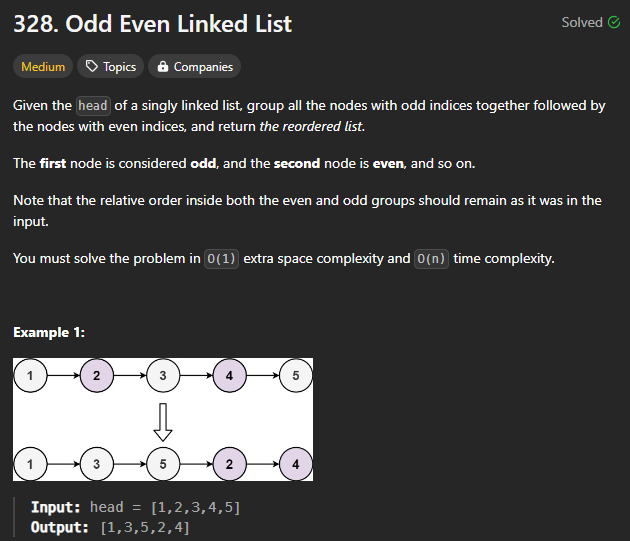 328. Odd Even Linked List
Solved
Medium Topics Companies
Given the head of a singly linked list, group all the nodes with odd indices together followed by
the nodes with even indices, and return the reordered list.
The first node is considered odd, and the second node is even, and so on.
Note that the relative order inside both the even and odd groups should remain as it was in the
input.
You must solve the problem in O(1) extra space complexity and O(n) time complexity.
Example 1:
1 2 3 4 5
1 3 5 2 4
Input: head = [1,2,3,4,5]
Output: [1,3,5,2,4]